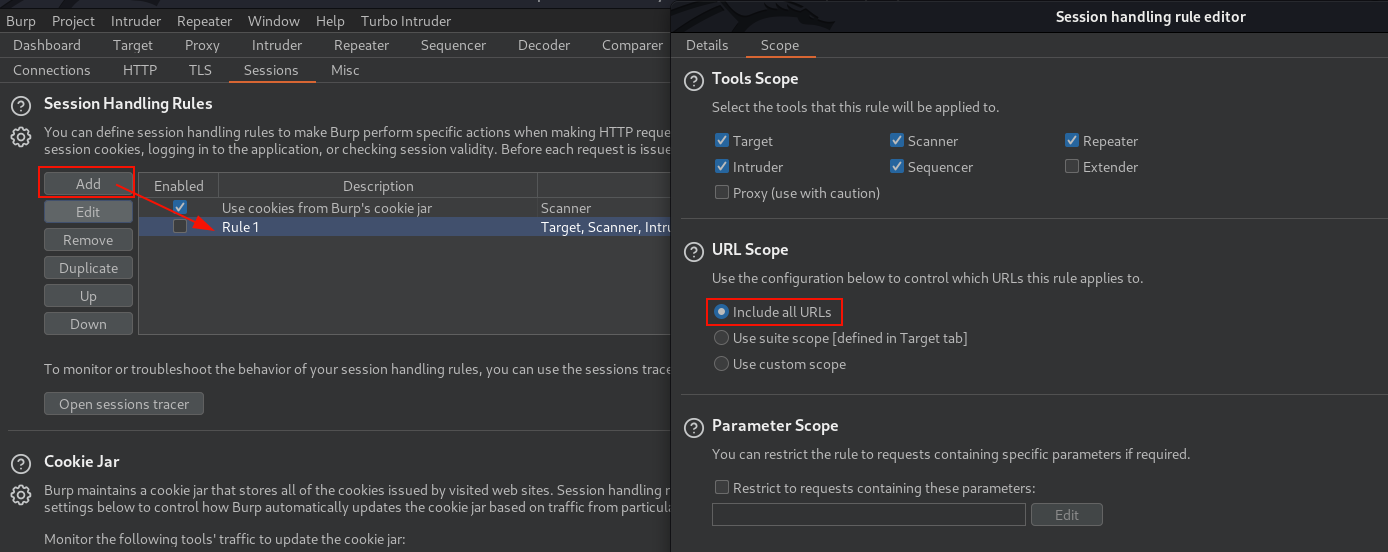 Burp Project Intruder Repeater Window Help Turbo Intruder
Dashboard Target Proxy Intruder Repeater Sequencer Decoder Comparer
Connections HTTP TLS Sessions Misc
Session Handling Rules
You can define session handling rules to make Burp perform specific actions when making HTTP reque
session cookies, logging in to the application, or checking session validity. Before each request is issue
Add
Edit
Remove
Duplicate
Up
Down
Enabled Description
Use cookies from Burp's cookie jar Scanner
Rule 1 Target, Scanner, Intru
To monitor or troubleshoot the behavior of your session handling rules, you can use the sessions trace
Open sessions tracer
Cookie Jar
Burp maintains a cookie jar that stores all of the cookies issued by visited web sites. Session handling r
settings below to control how Burp automatically updates the cookie jar based on traffic from particula
Monitor the following tools' traffic to update the cookie jar:
Session handling rule editor
Details Scope
Tools Scope
Select the tools that this rule will be applied to.
Target Scanner Repeater
Intruder Sequencer Extender
Proxy (use with caution)
URL Scope
Use the configuration below to control which URLs this rule applies to.
Include all URLs
Use suite scope [defined in Target tab]
Use custom scope
Parameter Scope
You can restrict the rule to requests containing specific parameters if required.
Restrict to requests containing these parameters:
Edit